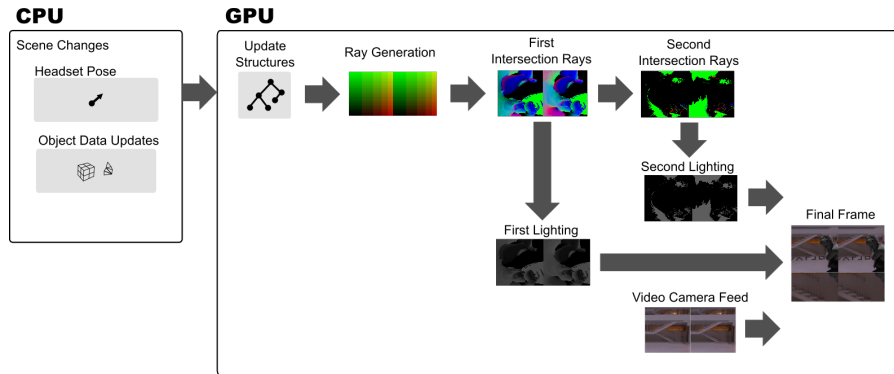 CPU
GPU
Scene Changes
Headset Pose
Object Data Updates
Update
Structures
Ray Generation
First
Intersection Rays
Second
Intersection Rays
Second Lighting
First Lighting
Final Frame
Video Camera Feed